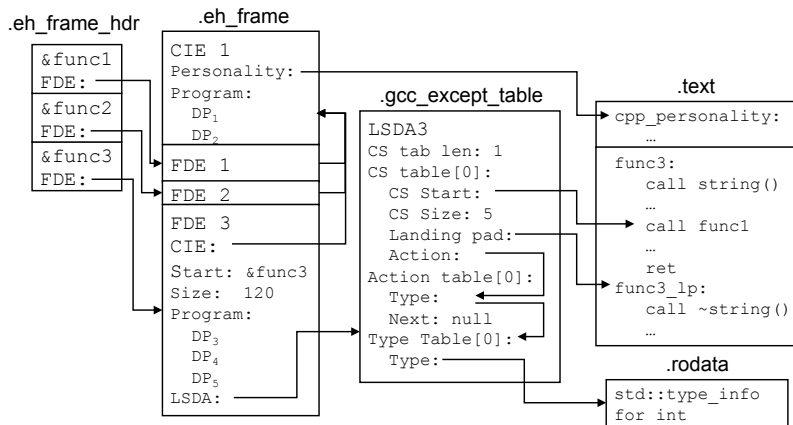 .eh_frame_hdr
&func1
FDE:
&func2
FDE:
&func3
FDE:
.eh_frame
CIE 1
Personality:
Program:
DP1
DP2
FDE 1
FDE 2
FDE 3
CIE:
Start: &func3
Size: 120
Program:
DP3
DP4
DP5
LSDA:
.gcc_except_table
LSDA3
CS tab len: 1
CS table[0]:
CS Start:
CS Size: 5
Landing pad:
Action:
Action table[0]:
Type:
Next: null
Type Table[0]:
Type:
.text
cpp_personality:
…
func3:
call string()
…
call func1
…
ret
func3_lp:
call ~string()
…
.rodata
std::type_info
for int